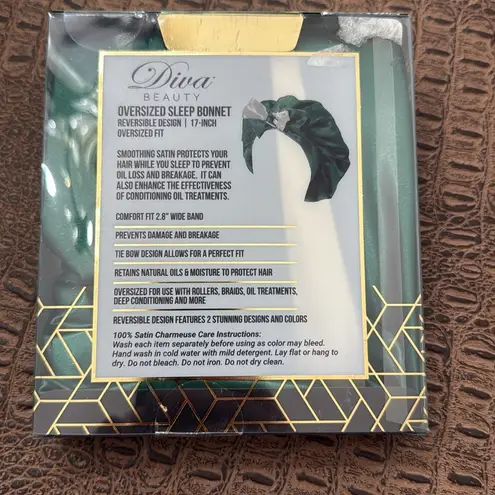 Diva
BEAUTY
OVERSIZED SLEEP BONNET
REVERSIBLE DESIGN | 17-INCH
OVERSIZED FIT
SMOOTHING SATIN PROTECTS YOUR
HAIR WHILE YOU SLEEP TO PREVENT
OIL LOSS AND BREAKAGE. IT CAN
ALSO ENHANCE THE EFFECTIVENESS
OF CONDITIONING OIL TREATMENTS.
COMFORT FIT 2.8" WIDE BAND
PREVENTS DAMAGE AND BREAKAGE
TIE BOW DESIGN ALLOWS FOR A PERFECT FIT
RETAINS NATURAL OILS & MOISTURE TO PROTECT HAIR
OVERSIZED FOR USE WITH ROLLERS, BRAIDS, OIL TREATMENTS,
DEEP CONDITIONING AND MORE
REVERSIBLE DESIGN FEATURES 2 STUNNING DESIGNS AND COLORS
100% Satin Charmeuse Care Instructions:
Wash each item separately before using as color may bleed.
Hand wash in cold water with mild detergent. Lay flat or hang to
dry. Do not bleach. Do not iron. Do not dry clean.